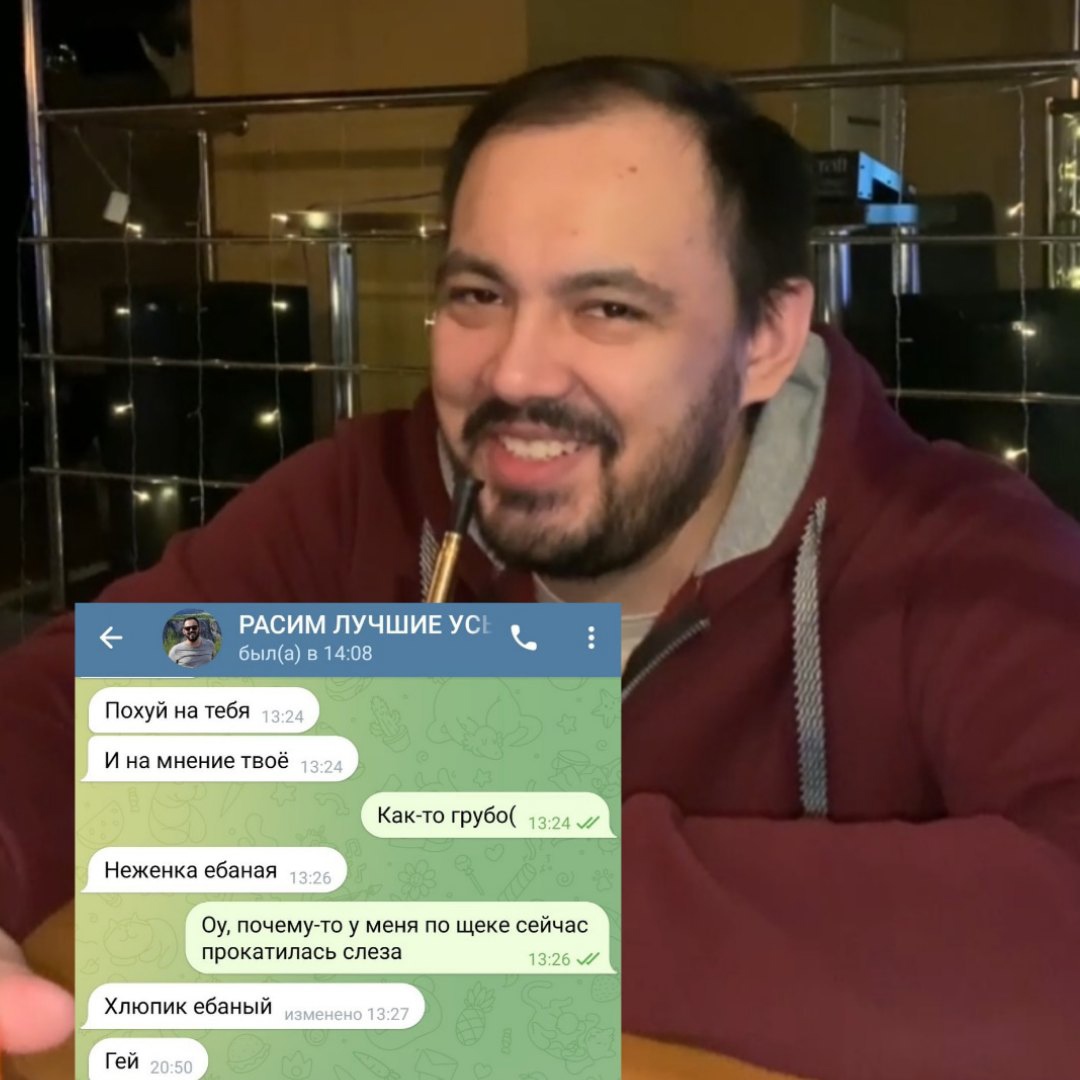 raft
РАСИМ ЛУЧШИЕ УС
был(а) в 14:08
Похуй на тебя 13:24
И на мнение твоё 13:24
Как-то грубо( 13:24
Неженка ебаная 13:26
Оу, почему-то у меня по щеке сейчас
прокатилась слеза 13:26
Хлюпик ебаный изменено 13:27
Гей 20:50